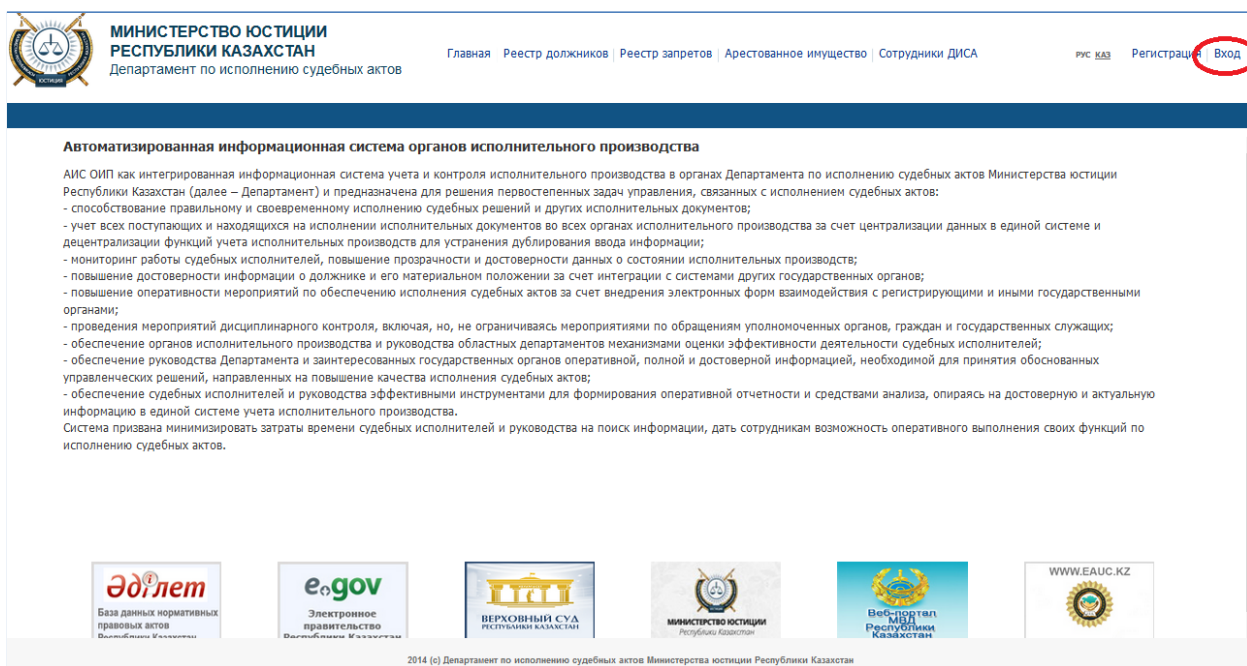 МИНИСТЕРСТВО ЮСТИЦИИ
РЕСПУБЛИКИ КАЗАХСТАН
Департамент по исполнению судебных актов
Главная Реестр должников | Реестр запретов | Арестованное имущество | Сотрудники ДИСА
РУС КАЗ Регистрация | Вход
ЮСТИЦИЯ
Автоматизированная информационная система органов исполнительного производства
АИС ОИП как интегрированная информационная система учета и контроля исполнительного производства в органах Департамента по исполнению судебных актов Министерства юстиции
Республики Казахстан (далее – Департамент) и предназначена для решения первостепенных задач управления, связанных с исполнением судебных актов:
- способствование правильному и своевременному исполнению судебных решений и других исполнительных документов;
- учет всех поступающих и находящихся на исполнении исполнительных документов во всех органах исполнительного производства за счет централизации данных в единой системе и
децентрализации функций учета исполнительных производств для устранения дублирования ввода информации;
- мониторинг работы судебных исполнителей, повышение прозрачности и достоверности данных о состоянии исполнительных производств;
- повышение достоверности информации о должнике и его материальном положении за счет интеграции с системами других государственных органов;
- повышение оперативности мероприятий по обеспечению исполнения судебных актов за счет внедрения электронных форм взаимодействия с регистрирующими и иными государственными
органами;
- проведения мероприятий дисциплинарного контроля, включая, но, не ограничиваясь мероприятиями по обращениям уполномоченных органов, граждан и государственных служащих;
- обеспечение органов исполнительного производства и руководства областных департаментов механизмами оценки эффективности деятельности судебных исполнителей;
- обеспечение руководства Департамента и заинтересованных государственных органов оперативной, полной и достоверной информацией, необходимой для принятия обоснованных
управленческих решений, направленных на повышение качества исполнения судебных актов;
- обеспечение судебных исполнителей и руководства эффективными инструментами для формирования оперативной отчетности и средствами анализа, опираясь на достоверную и актуальную
информацию в единой системе учета исполнительного производства.
Система призвана минимизировать затраты времени судебных исполнителей и руководства на поиск информации, дать сотрудникам возможность оперативного выполнения своих функций по
исполнению судебных актов.
Әділет
База данных нормативных
правовых актов
Республики Казахстан
e.gov
Электронное
правительство
Республики Казахстан
ВЕРХОВНЫЙ СУД
РЕСПУБЛИКИ КАЗАХСТАН
МИНИСТЕРСТВО ЮСТИЦИИ
Республики Казахстан
Веб-портал
МВД
Республики
Казахстан
WWW.EAUC.KZ
2014 (c) Департамент по исполнению судебных актов Министерства юстиции Республики Казахстан